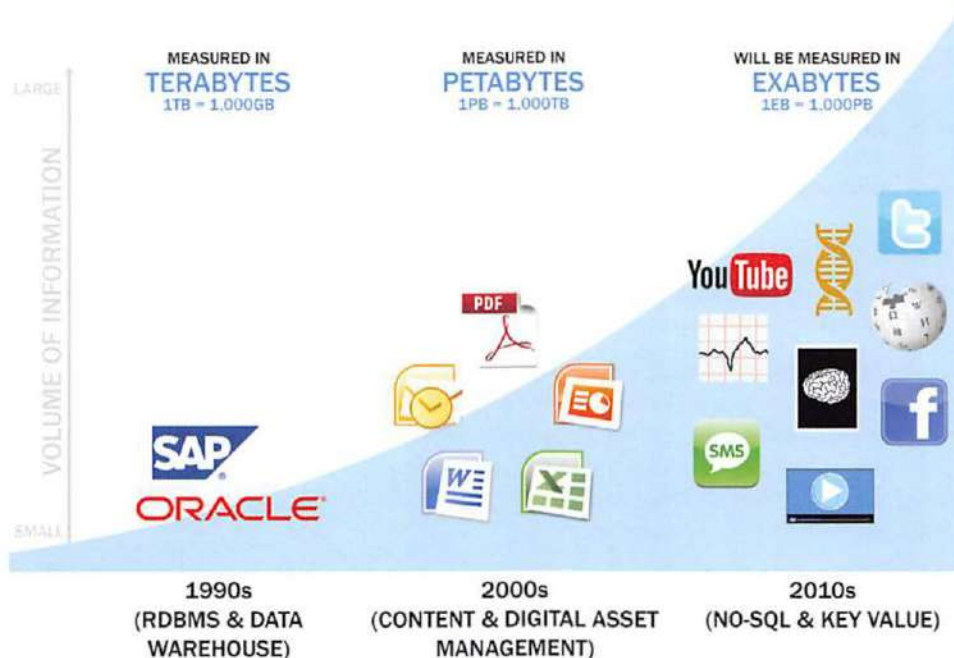 MEASURED IN
TERABYTES
1TB = 1.000GB
MEASURED IN
PETABYTES
1PB = 1.000TB
WILL BE MEASURED IN
EXABYTES
1EB = 1.000PB
LARGE
VOLUME OF INFORMATION
SMALL
SAP®
ORACLE®
PDF
W
X
YouTube
t
SMS
f
1990s
(RDBMS & DATA
WAREHOUSE)
2000s
(CONTENT & DIGITAL ASSET
MANAGEMENT)
2010s
(NO-SQL & KEY VALUE)